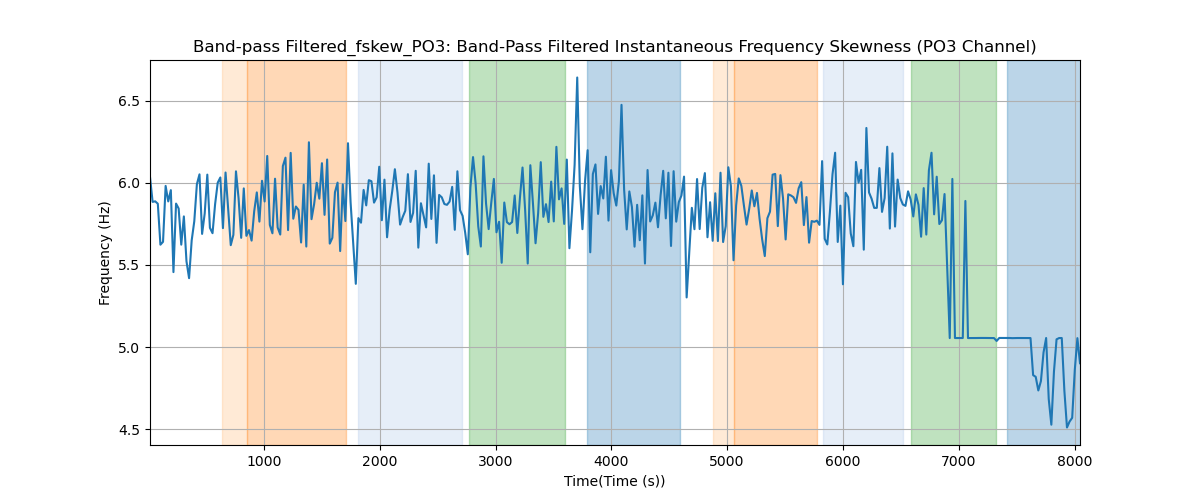 Band-pass Filtered_fskew_PO3: Band-Pass Filtered Instantaneous Frequency Skewness (PO3 Channel)
6.5
6.0
5.5
5.0
4.5
Frequency (Hz)
1000 2000 3000 4000 5000 6000 7000 8000
Time(Time (s))